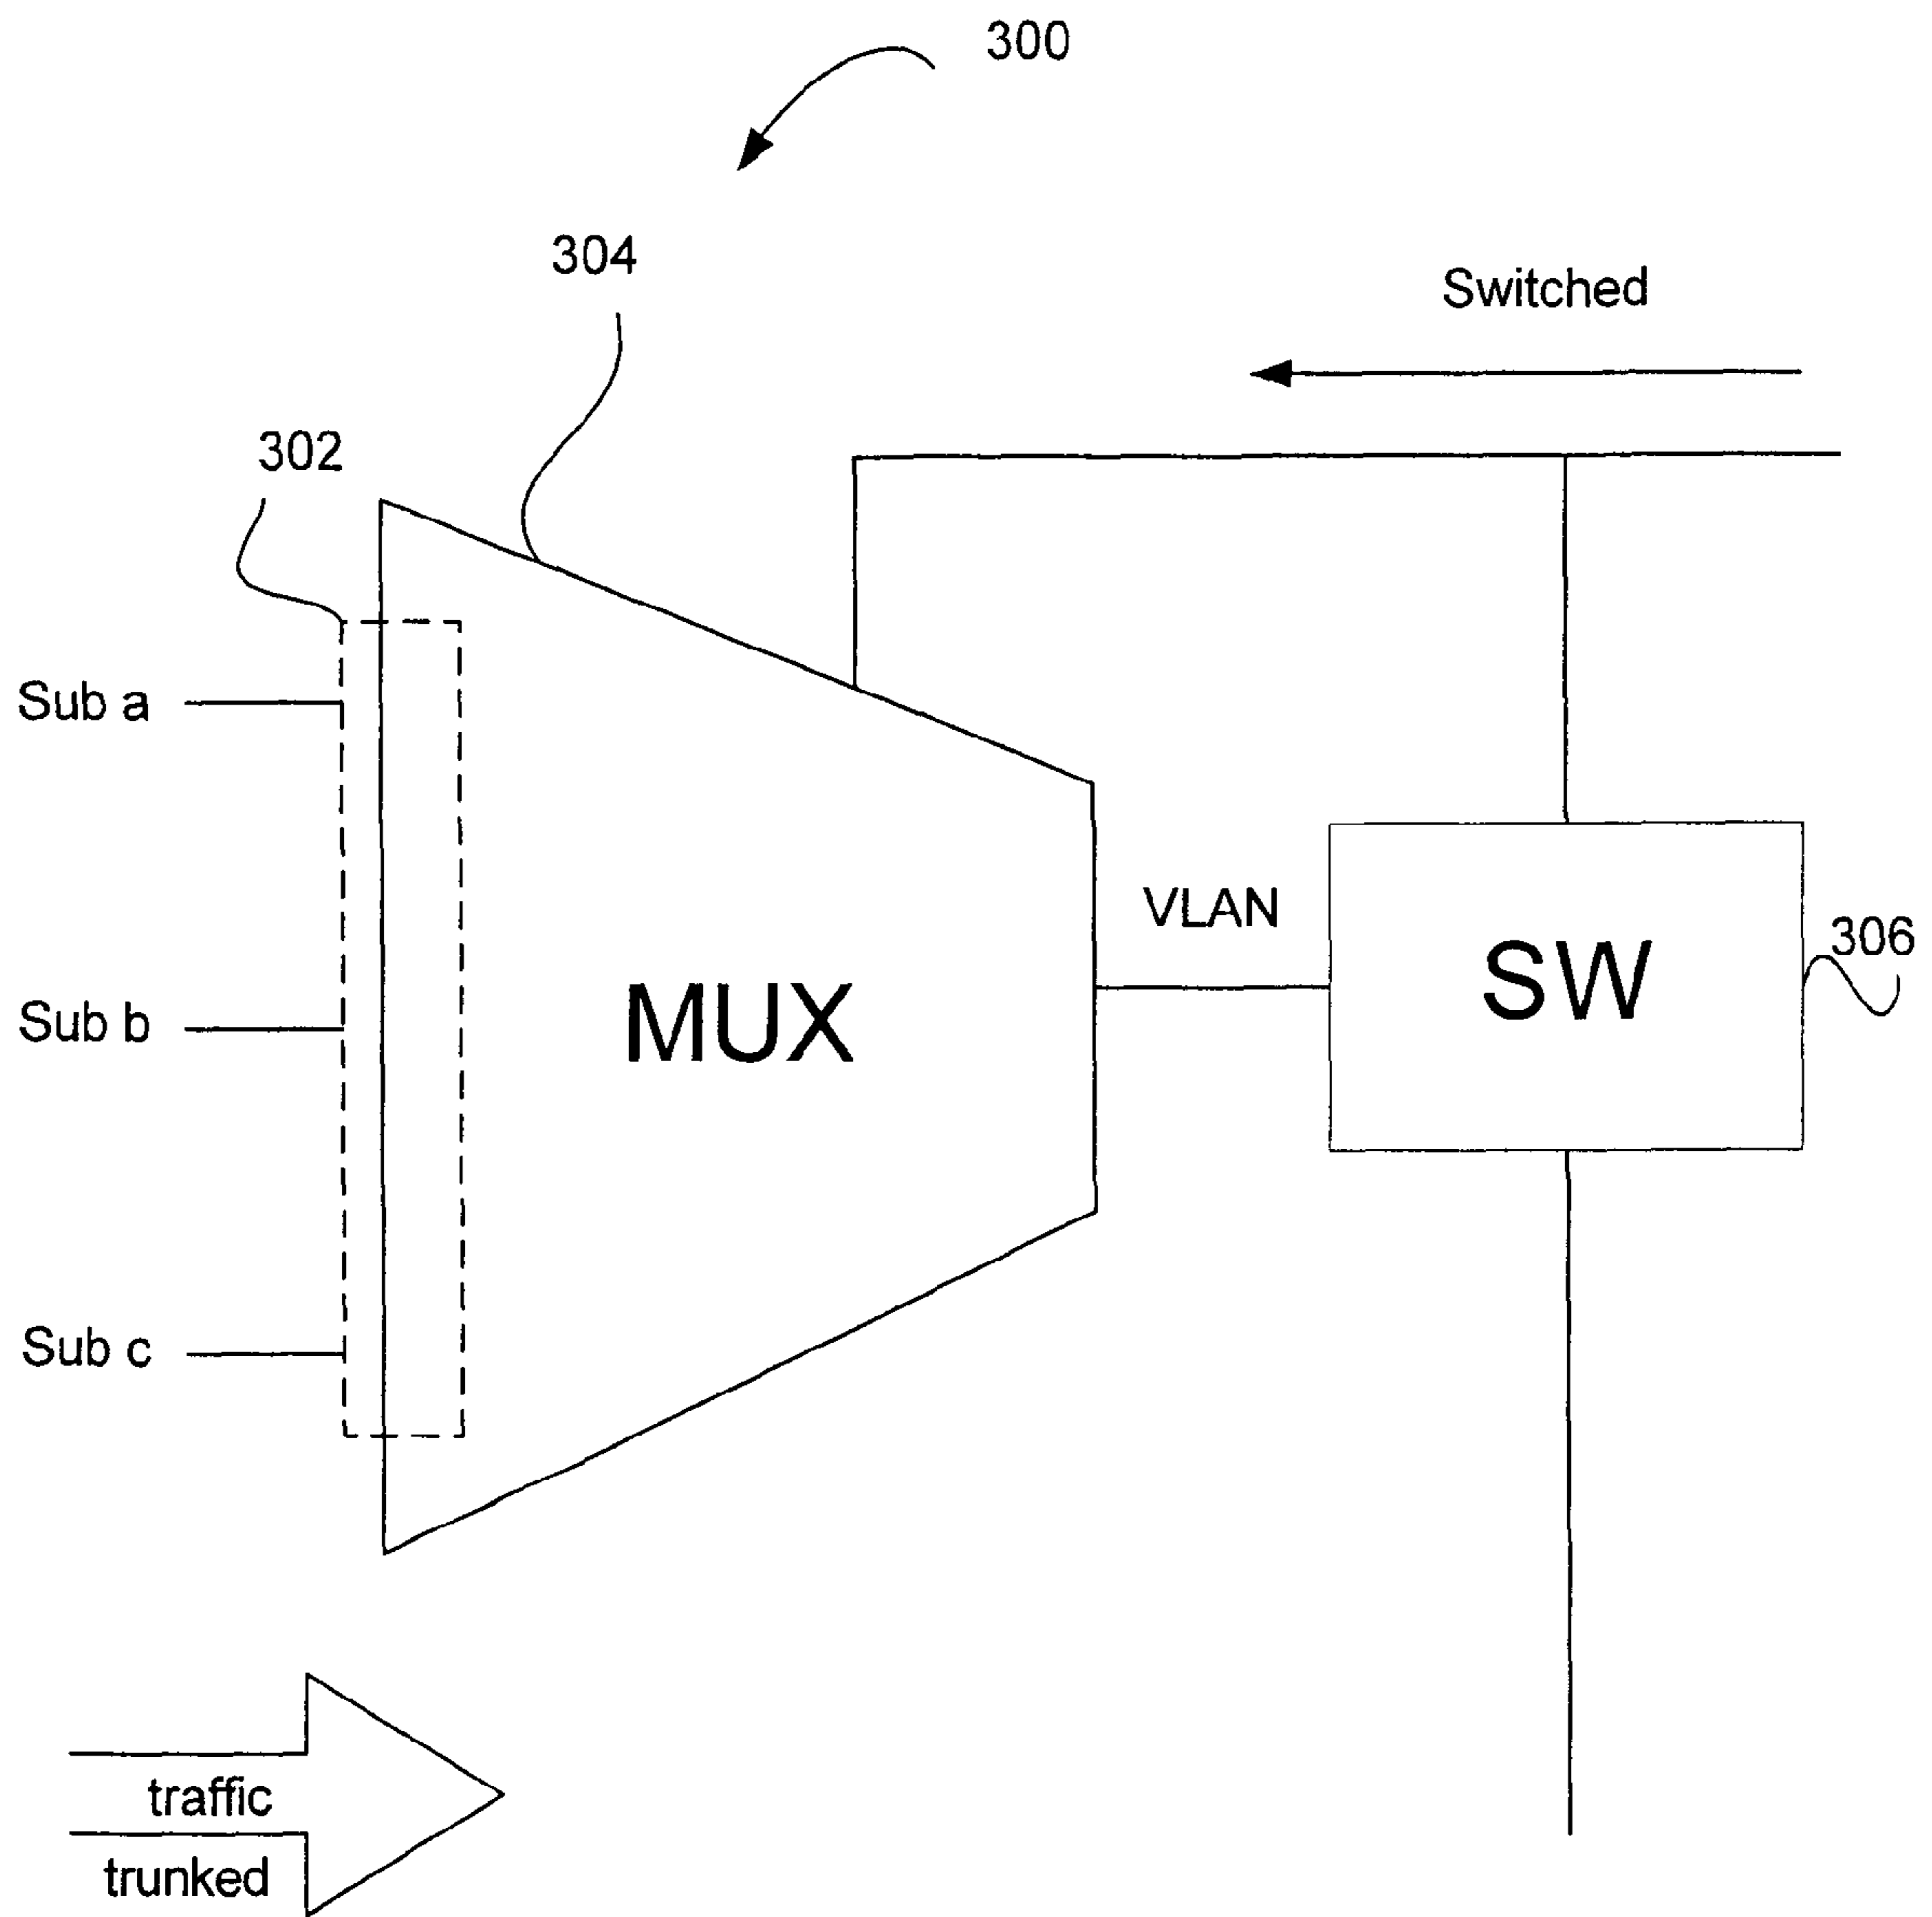 300
304
Switched
302
Sub a
VLAN
306
SW
MUX
Sub b
Sub c
traffic
trunked